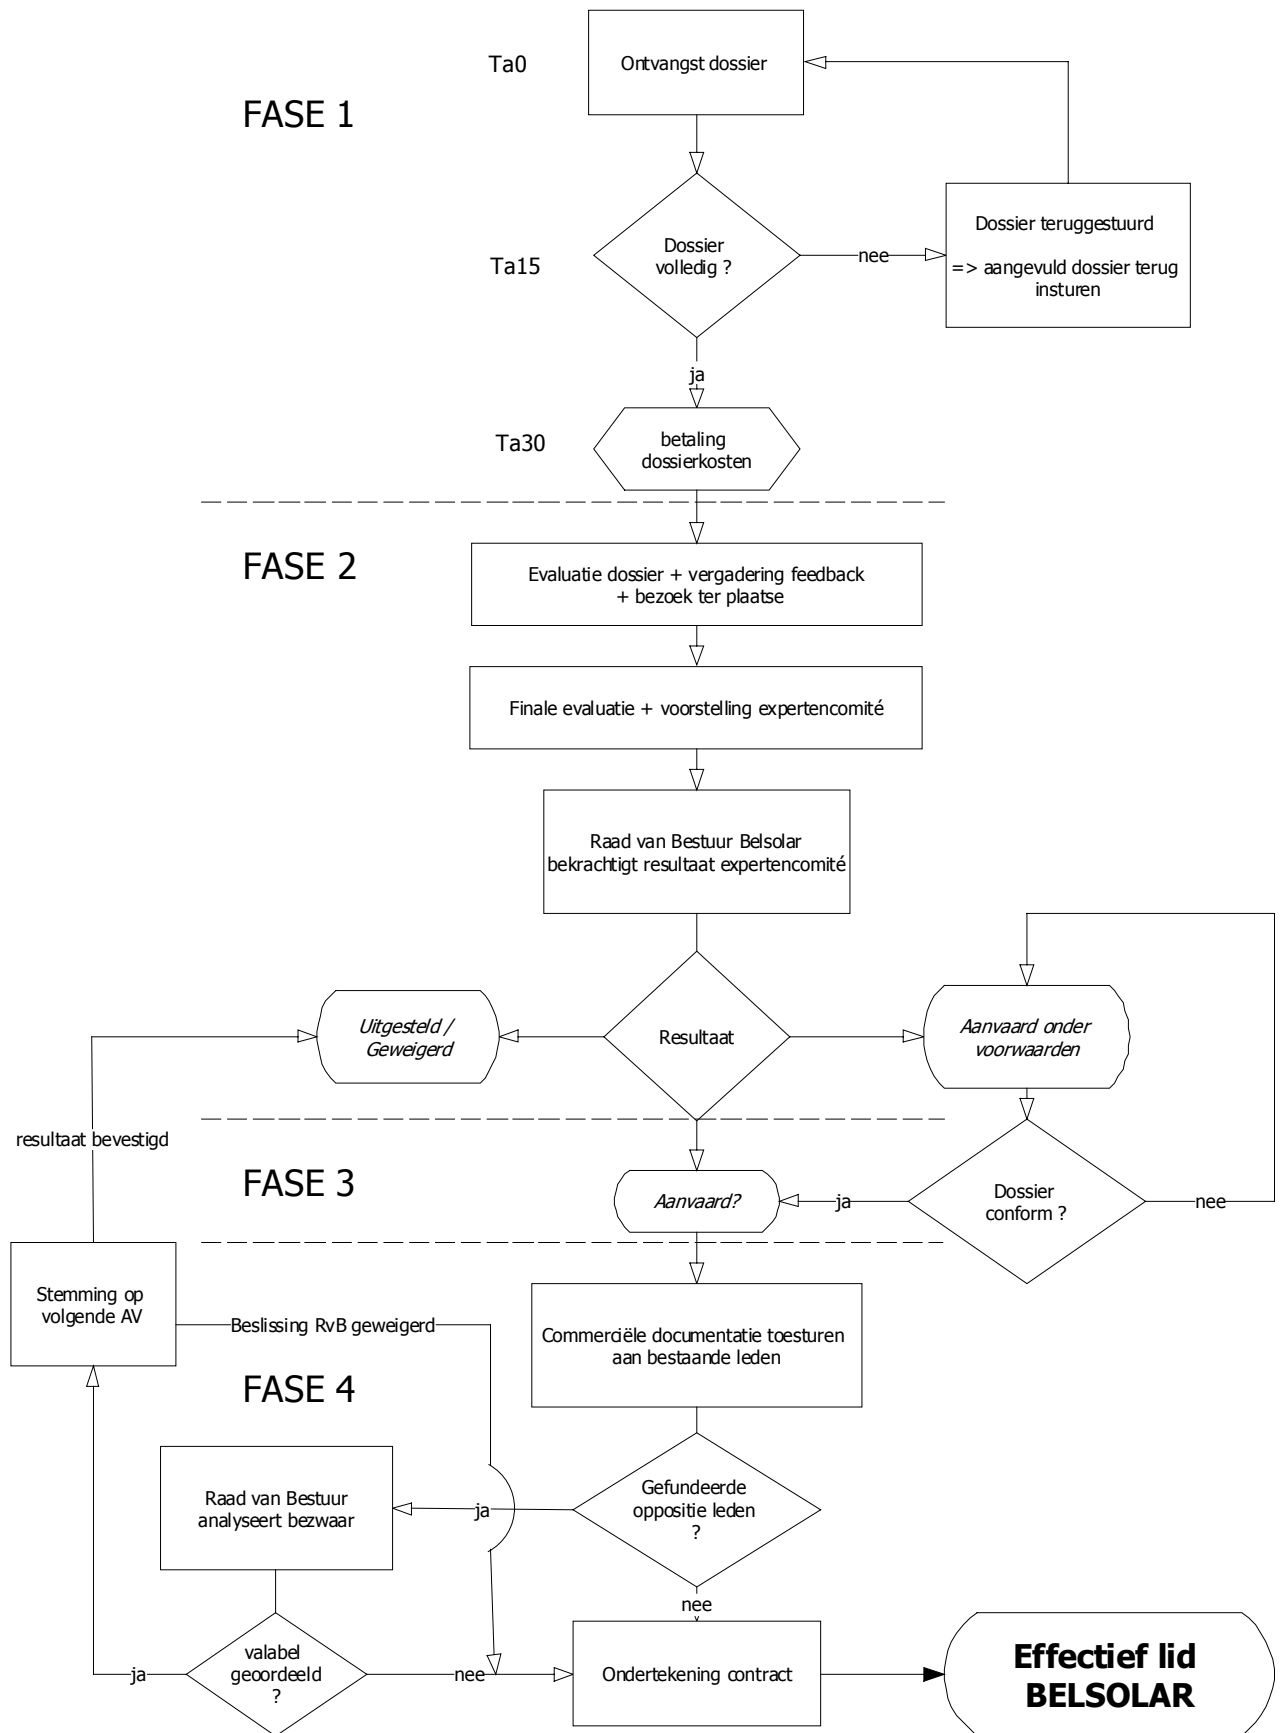 Ta0
Ontvangst dossier
FASE 1
Dossier
volledig ?
Ta15
nee
Dossier teruggestuurd
=> aangevuld dossier terug
insturen
ja
Ta30
betaling
dossierkosten
FASE 2
Evaluatie dossier + vergadering feedback
+ bezoek ter plaatse
Finale evaluatie + voorstelling expertencomité
Raad van Bestuur Belsolar
bekrachtigt resultaat expertencomité
Uitgesteld /
Geweigerd
Resultaat
Aanvaard onder
voorwaarden
resultaat bevestigd
FASE 3
Aanvaard?
ja
Dossier
conform ?
nee
Stemming op
volgende AV
Beslissing RvB geweigerd
Commerciële documentatie toesturen
aan bestaande leden
FASE 4
Raad van Bestuur
analyseert bezwaar
ja
Gefundeerde
oppositie leden
?
nee
ja
valabel
geoordeeld
?
nee
Ondertekening contract
Effectief lid
BELSOLAR